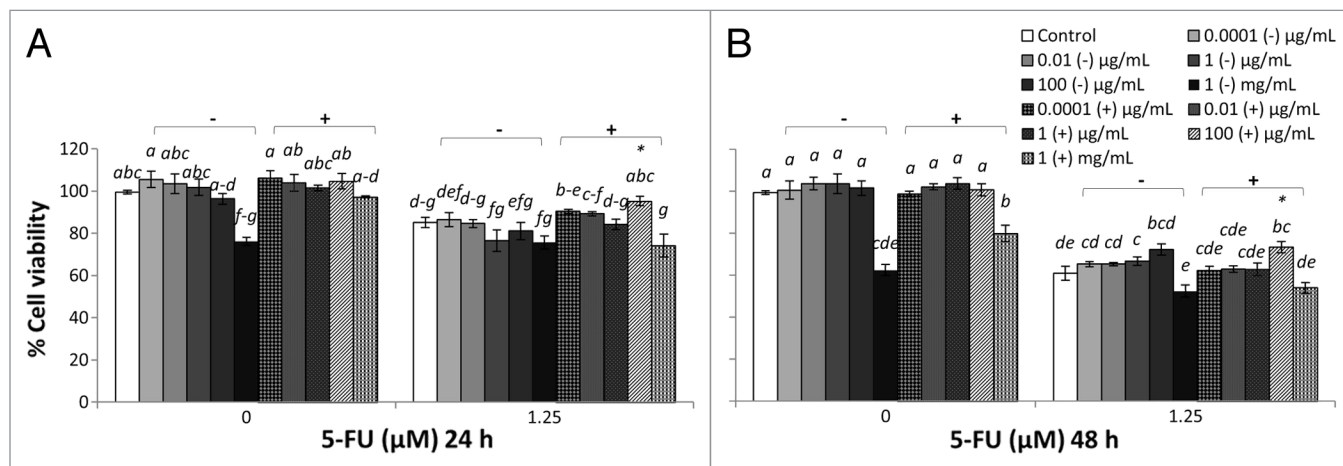 A
B
Control
0.0001 (-) µg/mL
0.01 (-) µg/mL
1 (-) µg/mL
100 (-) µg/mL
1 (-) mg/mL
0.0001 (+) µg/mL
0.01 (+) µg/mL
1 (+) µg/mL
100 (+) µg/mL
1 (+) mg/mL
% Cell viability
120
100
80
60
40
20
0
- +
abc a abc abc a-d f-g a ab abc ab a-d
- +
*
d-g def d-g fg efg fg b-e c-f d-g abc g
0 1.25
5-FU (µM) 24 h
- +
a a a a a cde a a a a b
- +
*
de cd cd c bcd e cde cde cde bc de
0 1.25
5-FU (µM) 48 h